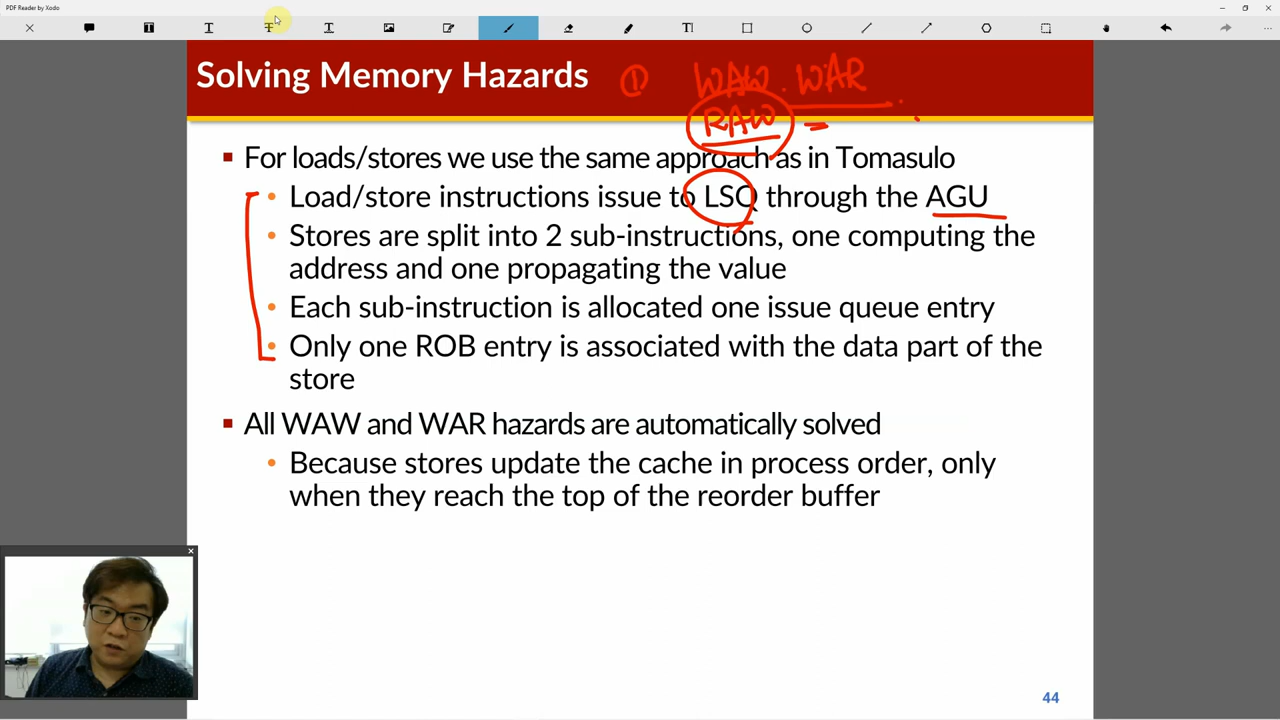 PDF Reader by Xodo
Solving Memory Hazards ① WAW. WAR
RAW
For loads/stores we use the same approach as in Tomasulo
Load/store instructions issue to LSQ through the AGU
Stores are split into 2 sub-instructions, one computing the
address and one propagating the value
Each sub-instruction is allocated one issue queue entry
Only one ROB entry is associated with the data part of the
store
All WAW and WAR hazards are automatically solved
Because stores update the cache in process order, only
when they reach the top of the reorder buffer
44